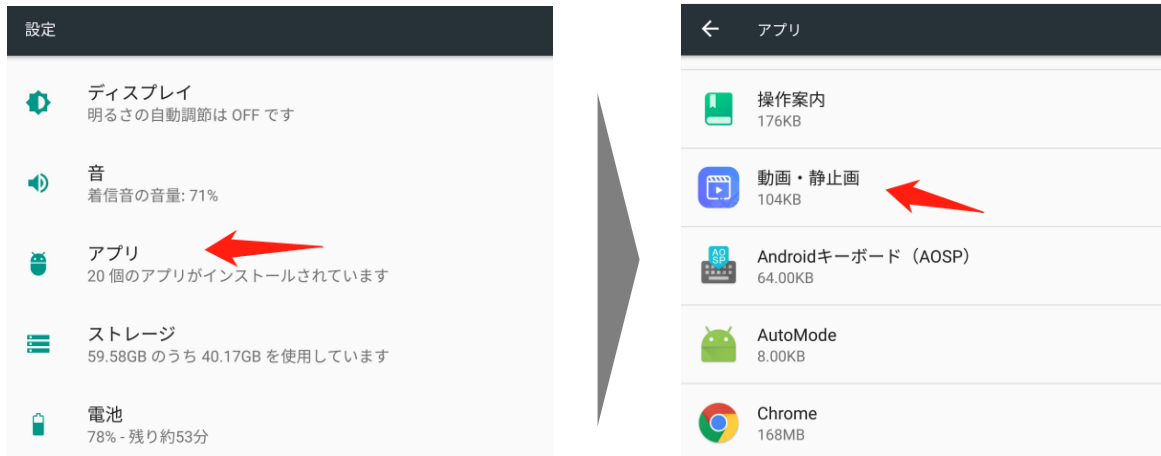 設定
ディスプレイ
明るさの自動調節は OFF です
音
着信音の音量: 71%
アプリ
20 個のアプリがインストールされています
ストレージ
59.58GB のうち 40.17GB を使用しています
電池
78% - 残り約53分
アプリ
操作案内
176KB
動画・静止画
104KB
AO
SP
Androidキーボード（AOSP）
64.00KB
AutoMode
8.00KB
Chrome
168MB